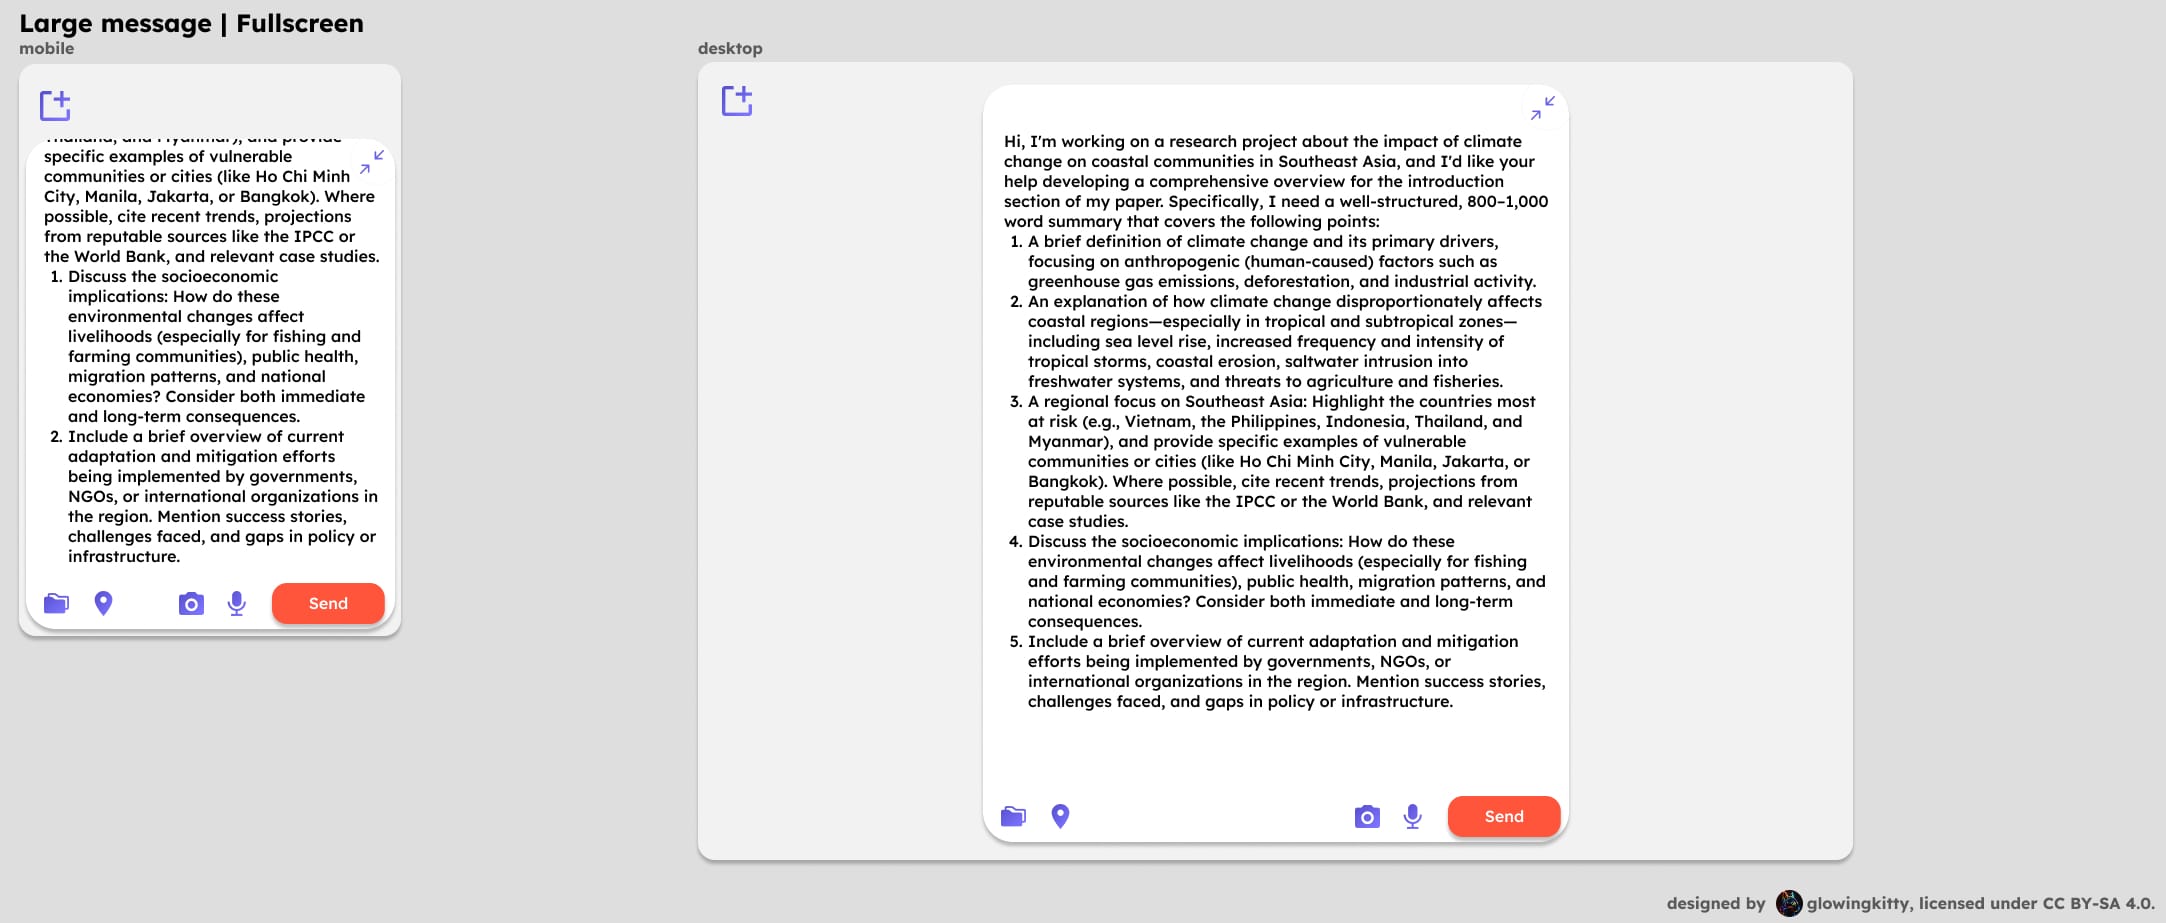 Large message | Fullscreen
mobile
Thailand, and Myanmar), and provide
specific examples of vulnerable
communities or cities (like Ho Chi Minh
City, Manila, Jakarta, or Bangkok). Where
possible, cite recent trends, projections
from reputable sources like the IPCC or
the World Bank, and relevant case studies.
1. Discuss the socioeconomic
implications: How do these
environmental changes affect
livelihoods (especially for fishing and
farming communities), public health,
migration patterns, and national
economies? Consider both immediate
and long-term consequences.
2. Include a brief overview of current
adaptation and mitigation efforts
being implemented by governments,
NGOs, or international organizations in
the region. Mention success stories,
challenges faced, and gaps in policy or
infrastructure.
Send
desktop
Hi, I'm working on a research project about the impact of climate
change on coastal communities in Southeast Asia, and I'd like your
help developing a comprehensive overview for the introduction
section of my paper. Specifically, I need a well-structured, 800–1,000
word summary that covers the following points:
1. A brief definition of climate change and its primary drivers,
focusing on anthropogenic (human-caused) factors such as
greenhouse gas emissions, deforestation, and industrial activity.
2. An explanation of how climate change disproportionately affects
coastal regions—especially in tropical and subtropical zones—
including sea level rise, increased frequency and intensity of
tropical storms, coastal erosion, saltwater intrusion into
freshwater systems, and threats to agriculture and fisheries.
3. A regional focus on Southeast Asia: Highlight the countries most
at risk (e.g., Vietnam, the Philippines, Indonesia, Thailand, and
Myanmar), and provide specific examples of vulnerable
communities or cities (like Ho Chi Minh City, Manila, Jakarta, or
Bangkok). Where possible, cite recent trends, projections from
reputable sources like the IPCC or the World Bank, and relevant
case studies.
4. Discuss the socioeconomic implications: How do these
environmental changes affect livelihoods (especially for fishing
and farming communities), public health, migration patterns, and
national economies? Consider both immediate and long-term
consequences.
5. Include a brief overview of current adaptation and mitigation
efforts being implemented by governments, NGOs, or
international organizations in the region. Mention success stories,
challenges faced, and gaps in policy or infrastructure.
Send
designed by glowingkitty, licensed under CC BY-SA 4.0.